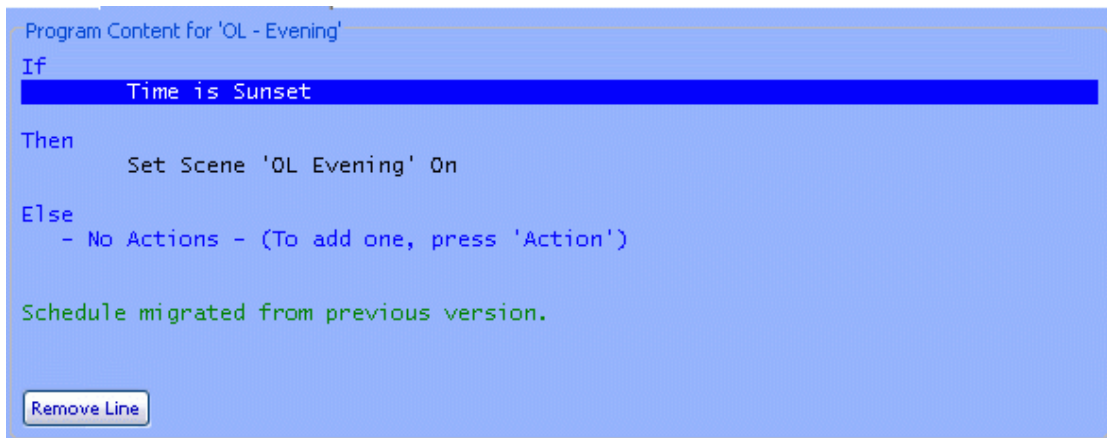 Program Content for 'OL - Evening'
If
Time is Sunset
Then
Set Scene 'OL Evening' On
Else
- No Actions - (To add one, press 'Action')
Schedule migrated from previous version.
Remove Line